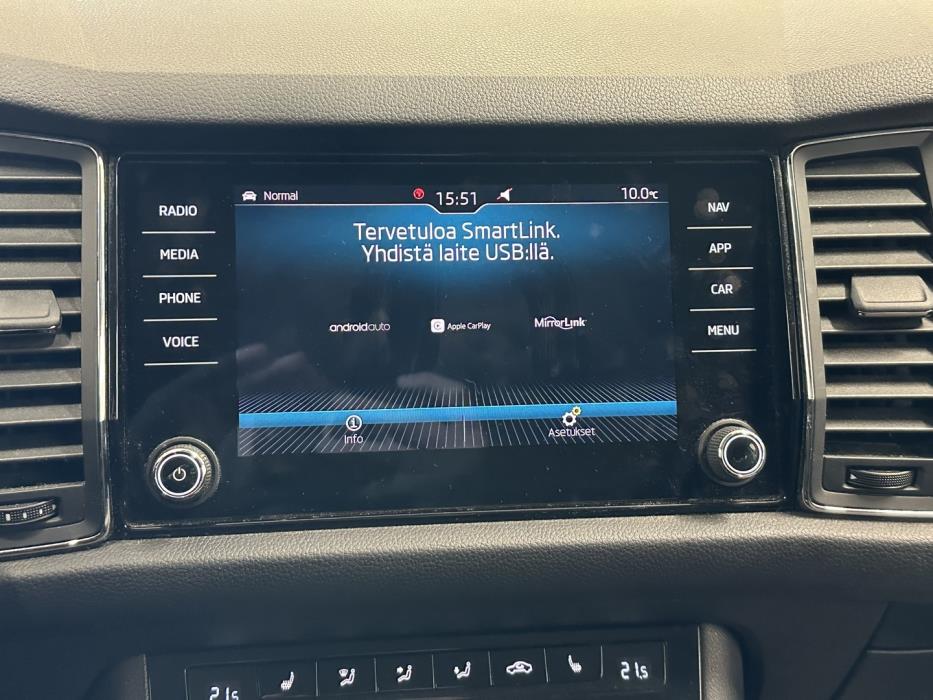 RADIO
MEDIA
PHONE
VOICE
Normal
15:51
10.0°C
Tervetuloa SmartLink.
Yhdistä laite USB:llä.
androidauto
Apple CarPlay
MirrorLink
Info
Asetukset
NAV
APP
CAR
MENU
21.5
21.5